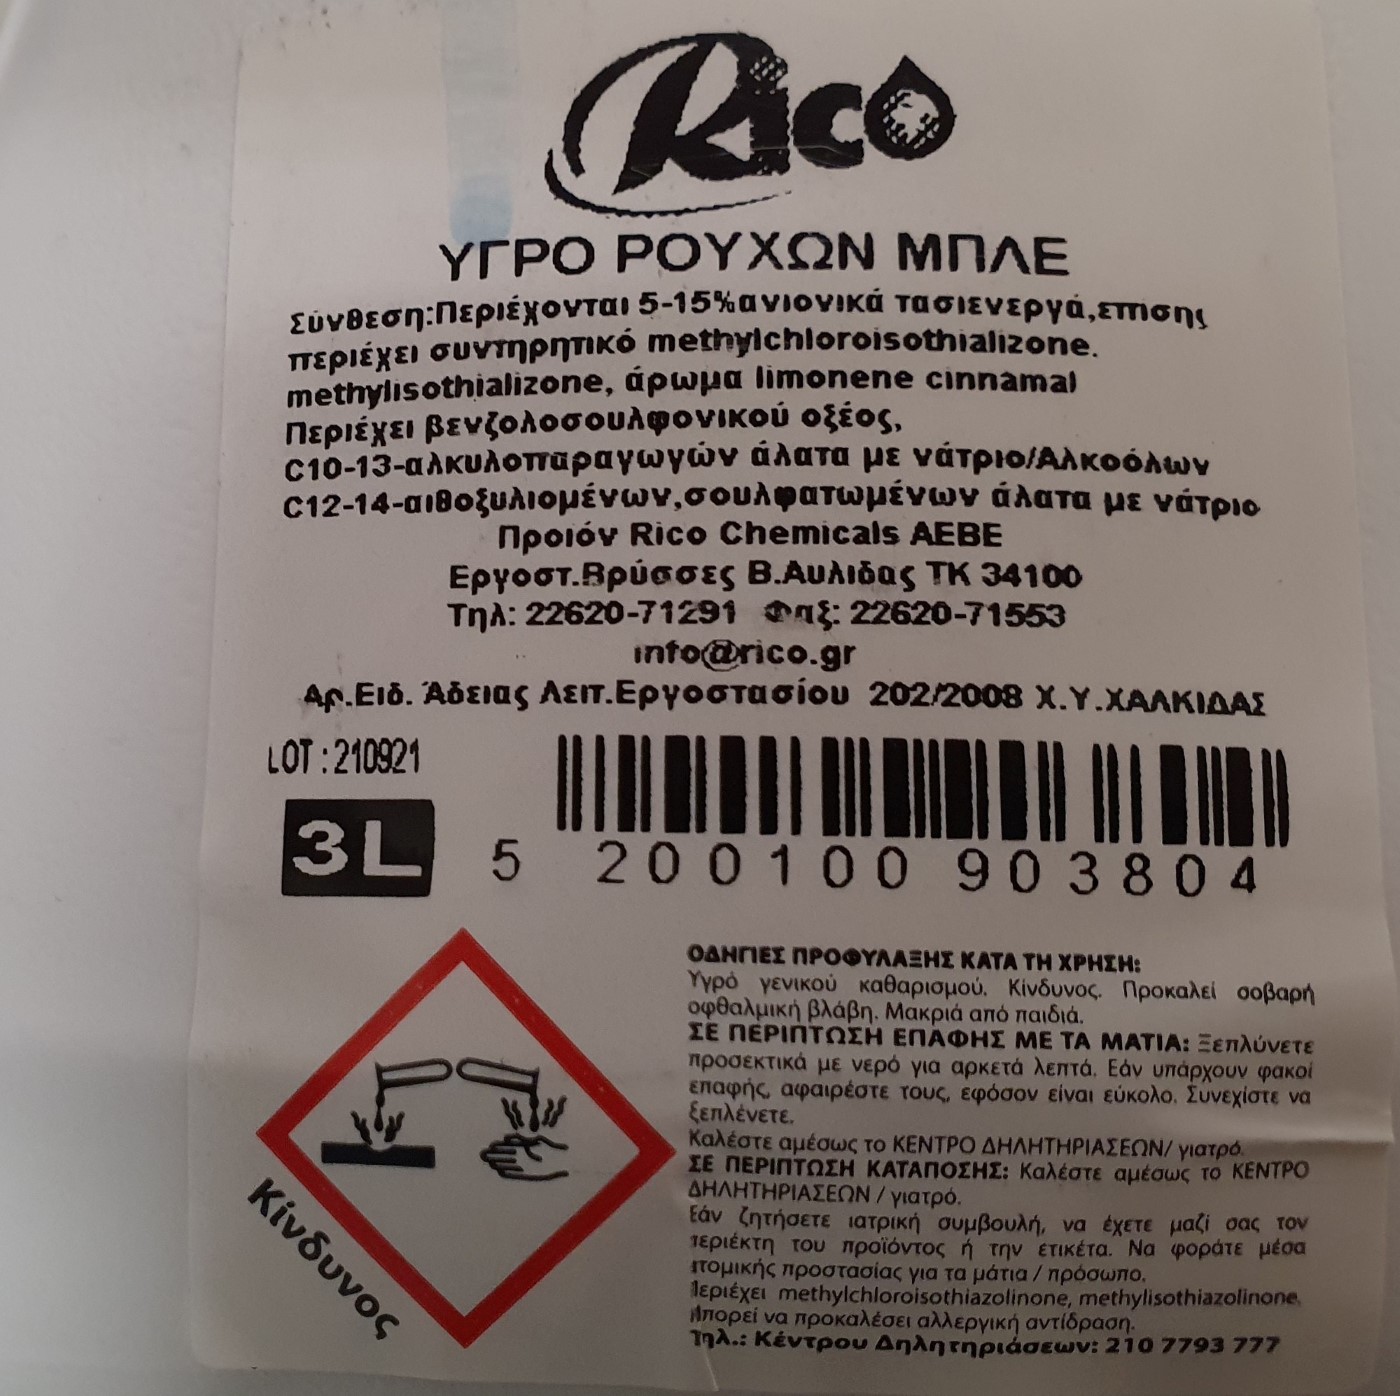 Rico
ΥΓΡΟ ΡΟΥΧΩΝ ΜΠΛΕ
Σύνθεση:Περιέχονται 5-15%ανιονικά τασιενεργά,επισης
περιέχει συντηρητικό methylchloroisothializone.
methylisothializone, άρωμα limonene cinnamal
Περιέχει βενζολοσουλφονικού οξέος,
C10-13-αλκυλοπαραγωγών άλατα με νάτριο/Αλκοόλων
C12-14-αιθοξυλιομένων,σουλφατωμένων άλατα με νάτριο
Προιόν Rico Chemicals ΑΕΒΕ
Εργοστ.Βρύσσες Β.Αυλιδας ΤΚ 34100
Τηλ: 22620-71291 Φαξ: 22620-71553
info@rico.gr
Αρ.Ειδ. Άδειας Λειτ.Εργοστασίου 202/2008 Χ.Υ.ΧΑΛΚΙΔΑΣ
LOT : 210921
3L
5 200100 903804
ΟΔΗΓΙΕΣ ΠΡΟΦΥΛΑΞΗΣ ΚΑΤΑ ΤΗ ΧΡΗΣΗ:
Υγρό γενικού καθαρισμού. Κίνδυνος. Προκαλεί σοβαρή
οφθαλμική βλάβη. Μακριά από παιδιά.
ΣΕ ΠΕΡΙΠΤΩΣΗ ΕΠΑΦΗΣ ΜΕ ΤΑ ΜΑΤΙΑ: Ξεπλύνετε
προσεκτικά με νερό για αρκετά λεπτά. Εάν υπάρχουν φακοί
επαφής, αφαιρέστε τους, εφόσον είναι εύκολο. Συνεχίστε να
ξεπλένετε.
Καλέστε αμέσως το ΚΕΝΤΡΟ ΔΗΛΗΤΗΡΙΑΣΕΩΝ/ γιατρό.
ΣΕ ΠΕΡΙΠΤΩΣΗ ΚΑΤΑΠΟΣΗΣ: Καλέστε αμέσως το ΚΕΝΤΡΟ
ΔΗΛΗΤΗΡΙΑΣΕΩΝ / γιατρό.
Εάν ζητήσετε ιατρική συμβουλή, να έχετε μαζί σας τον
περιέκτη του προϊόντος ή την ετικέτα. Να φοράτε μέσα
ατομικής προστασίας για τα μάτια / πρόσωπο.
Περιέχει methylchloroisothiazolinone, methylisothiazolinone.
Μπορεί να προκαλέσει αλλεργική αντίδραση.
Τηλ.: Κέντρου Δηλητηριάσεων: 210 7793 777
Κίνδυνος